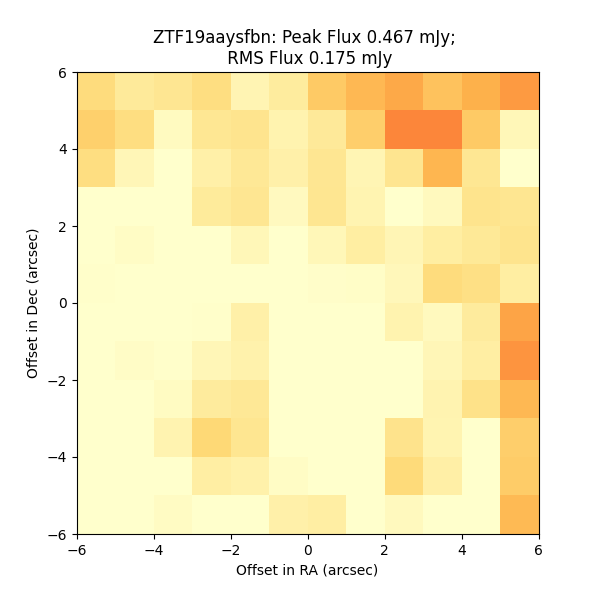 ZTF19aaysfbn: Peak Flux 0.467 mJy;
RMS Flux 0.175 mJy
6
4
2
0
−2
−4
−6
Offset in Dec (arcsec)
−6 −4 −2 0 2 4 6
Offset in RA (arcsec)